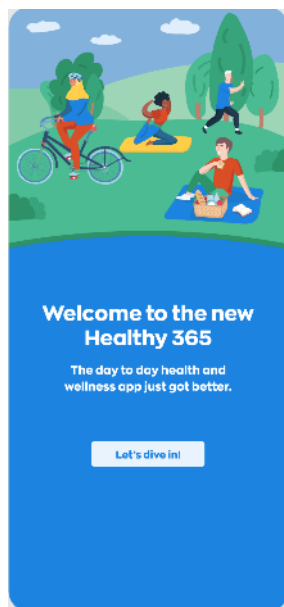 Welcome to the new
Healthy 365
The day to day health and
wellness app just got better.
Let's dive in!